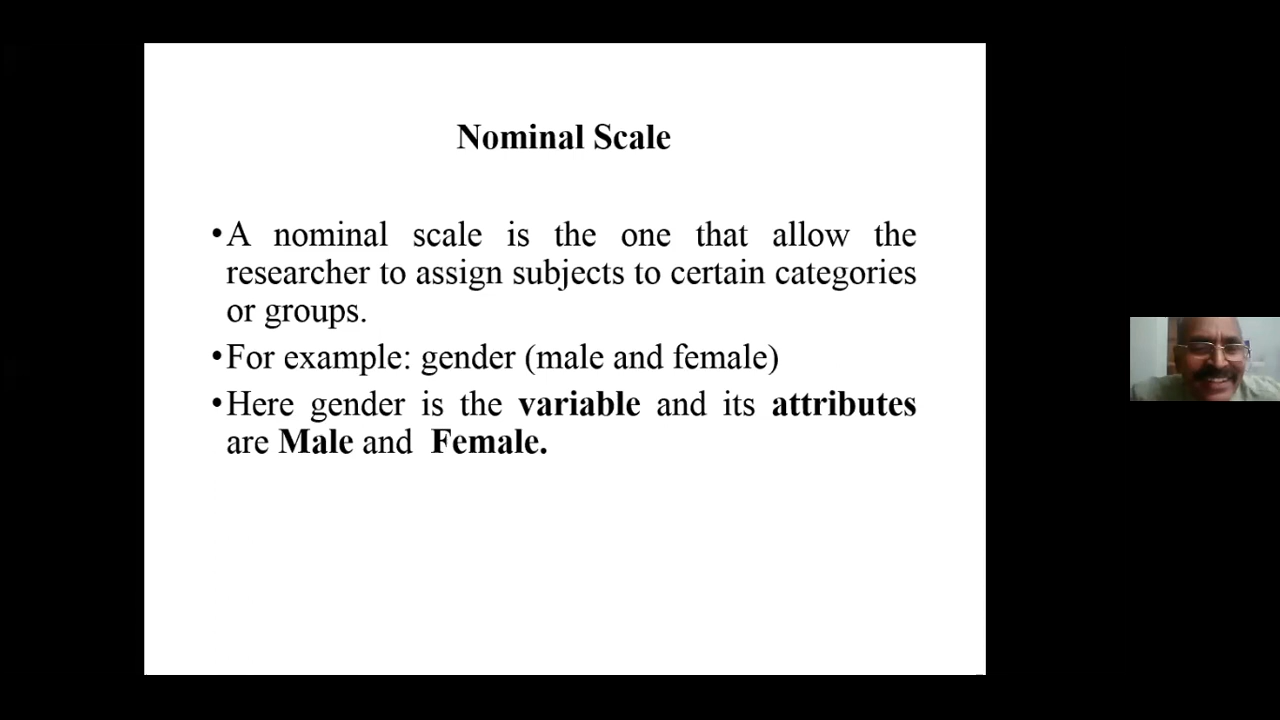 Nominal Scale
•A nominal scale is the one that allow the
researcher to assign subjects to certain categories
or groups.
•For example: gender (male and female)
•Here gender is the variable and its attributes
are Male and Female.